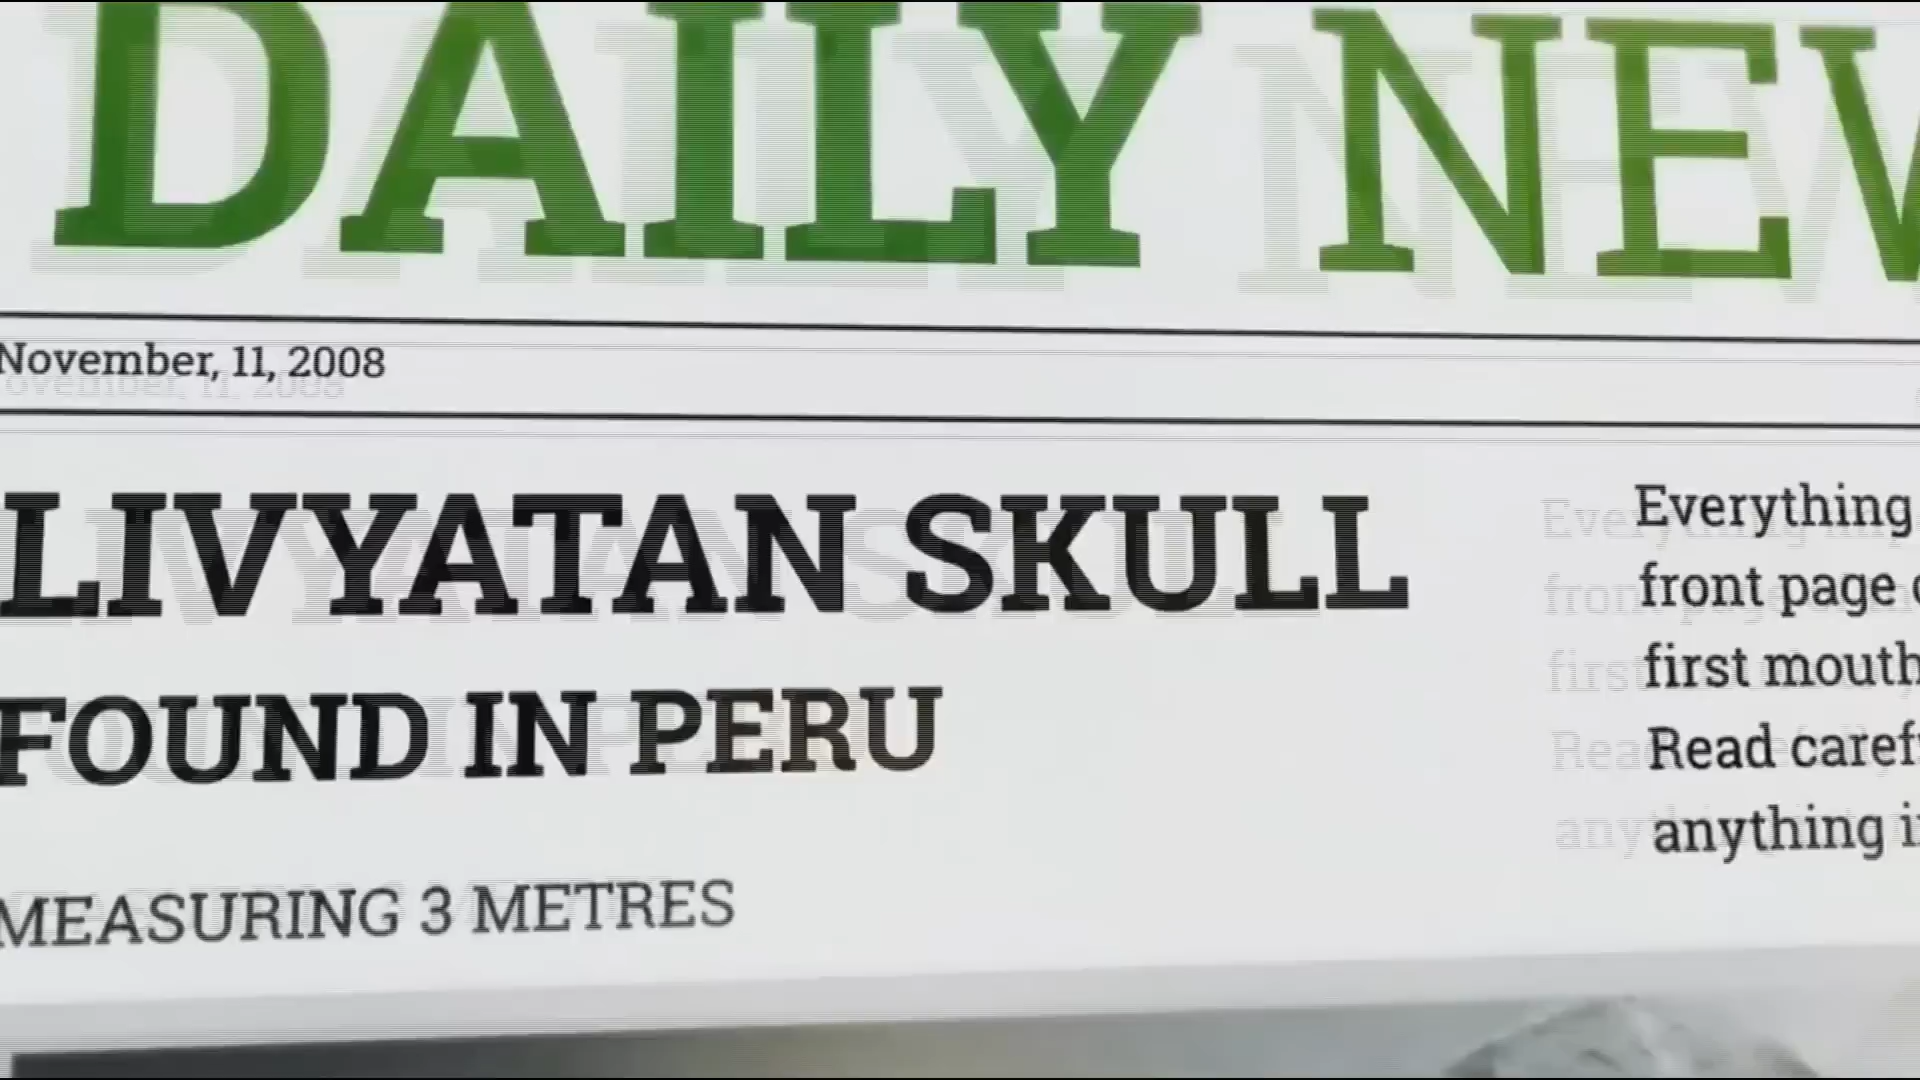 DAILY NEW
November, 11, 2008
LIVYATAN SKULL
FOUND IN PERU
MEASURING 3 METRES
Everything
front page
first mouth
Read
anything